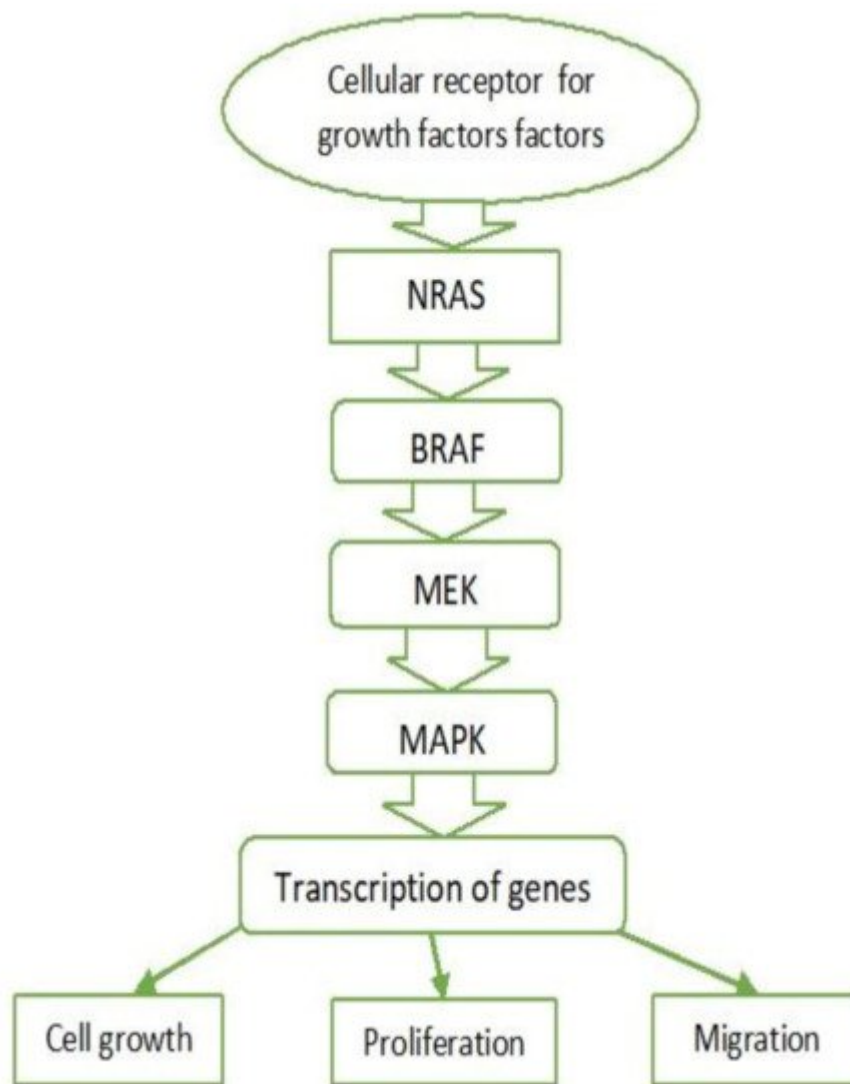 Cellular receptor for
growth factors factors
NRAS
BRAF
MEK
MAPK
Transcription of genes
Cell growth
Proliferation
Migration